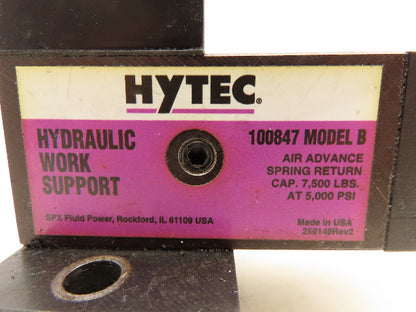 HYTEC®
HYDRAULIC
WORK
SUPPORT
100847 MODEL B
AIR ADVANCE
SPRING RETURN
CAP. 7,500 LBS.
AT 5,000 PSI
SPX Fluid Power, Rockford, IL 61109 USA
Made in USA
250149Rev2